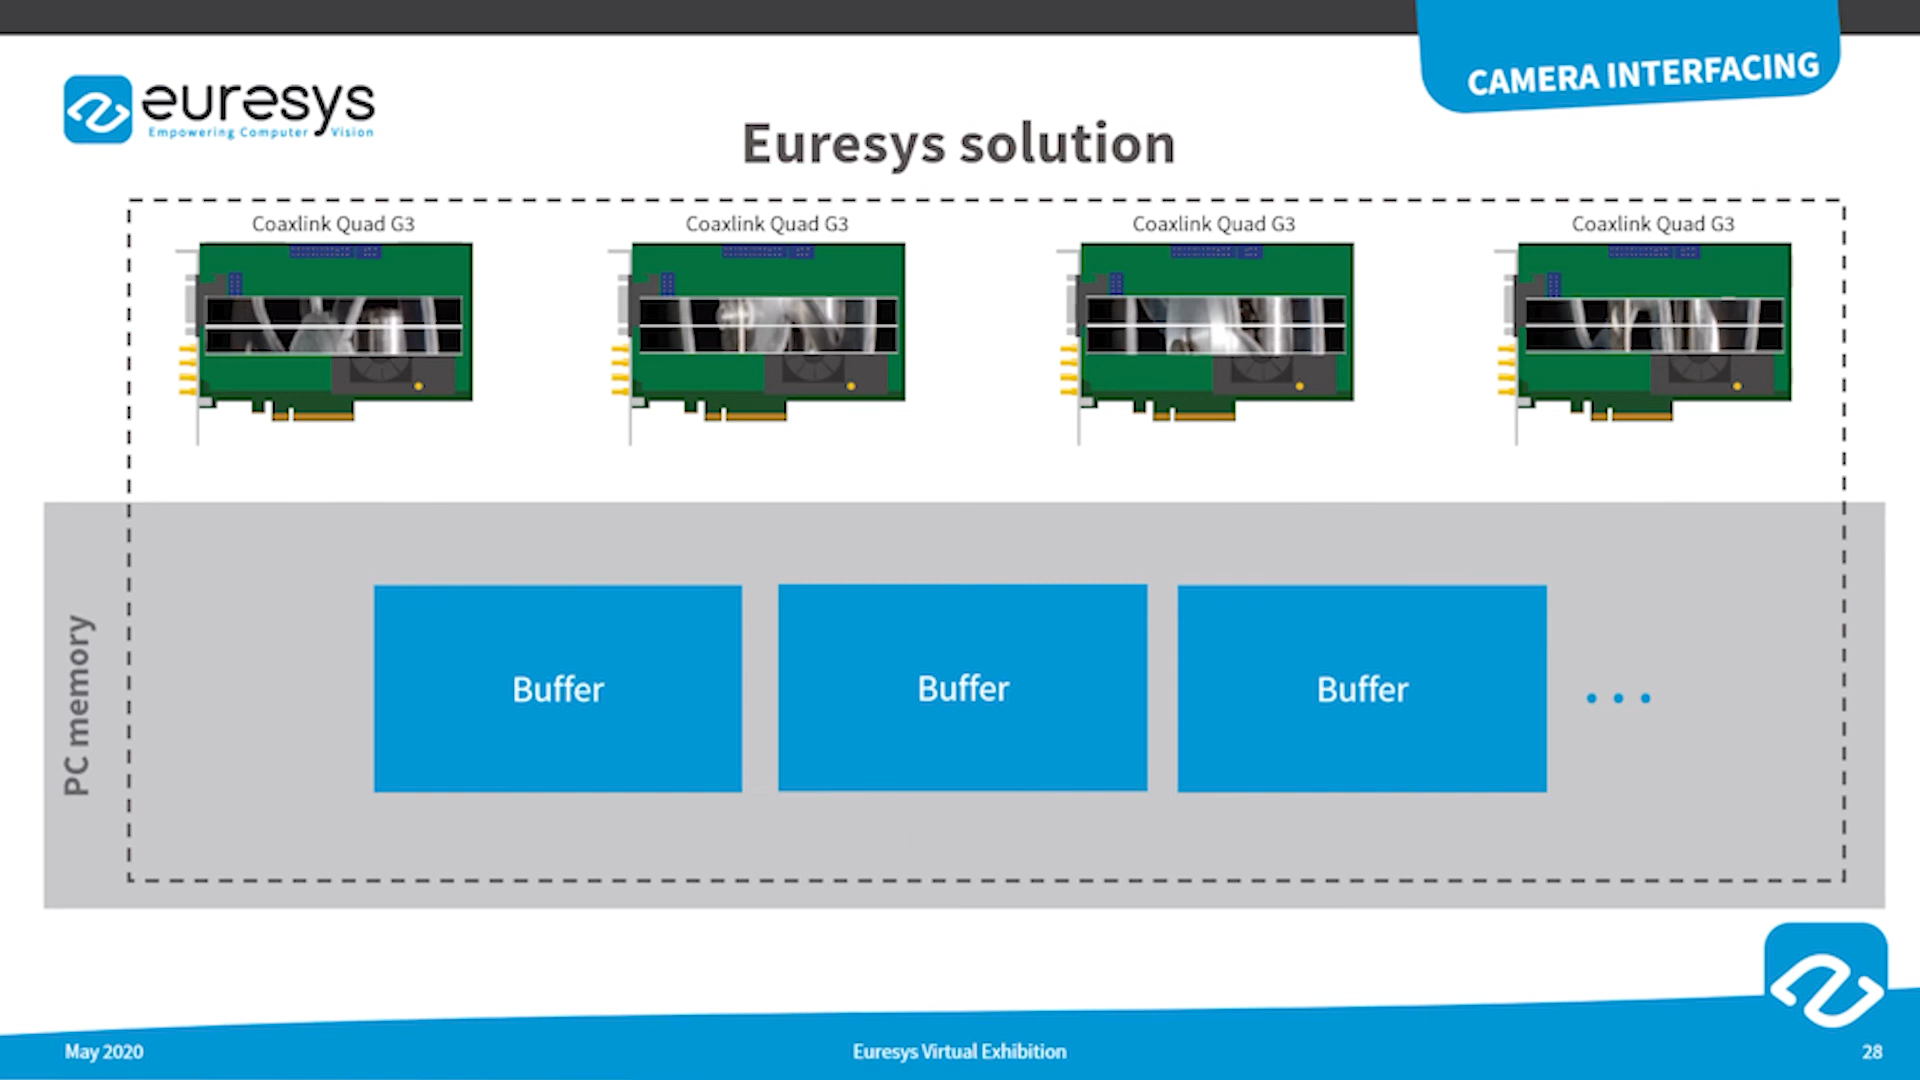 CAMERA INTERFACING
euresys
Empowering Computer Vision
Euresys solution
Coaxlink Quad G3
Coaxlink Quad G3
Coaxlink Quad G3
Coaxlink Quad G3
PC memory
Buffer
Buffer
Buffer
...
May 2020
Euresys Virtual Exhibition
28